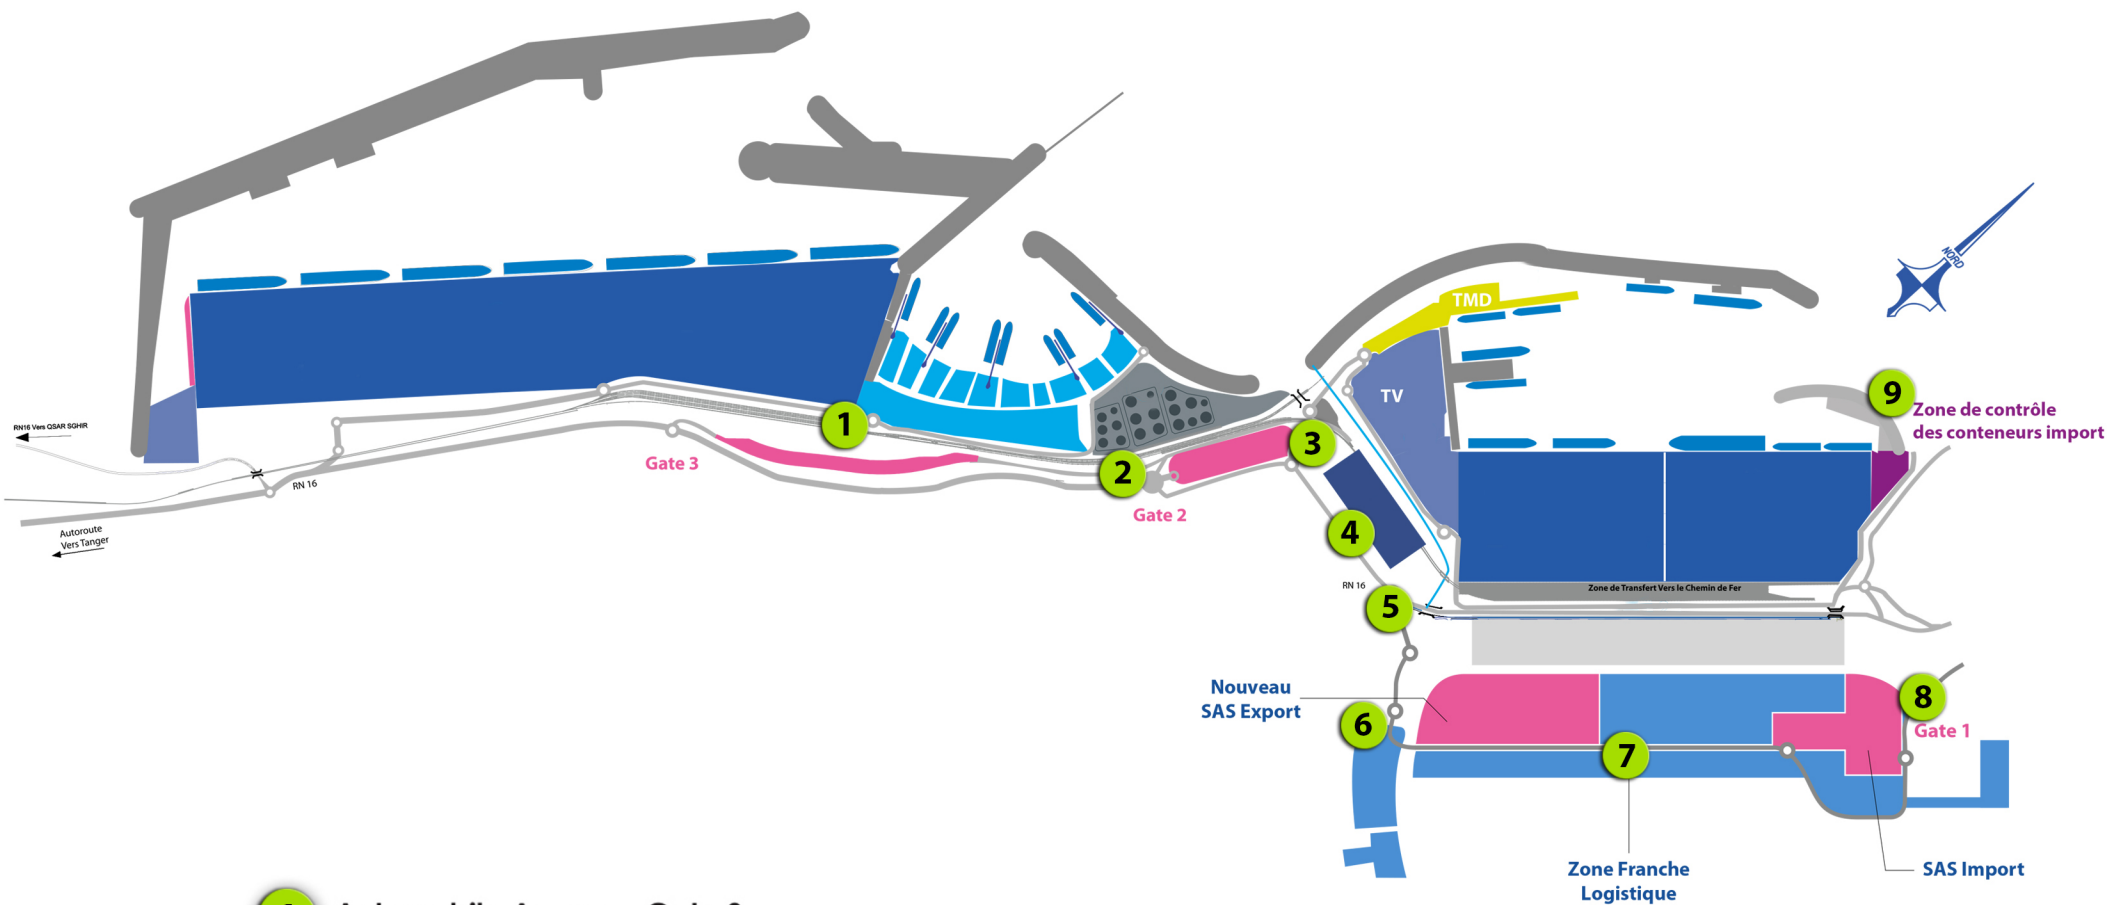 NORD
TMD
TV
1
2
3
4
5
6
7
8
9
Zone de contrôle
des conteneurs import
RN16 Vers QSAR SGHIR
RN 16
Autoroute
Vers Tanger
Gate 3
Gate 2
RN 16
Zone de Transfert Vers le Chemin de Fer
Nouveau
SAS Export
Gate 1
Zone Franche
Logistique
SAS Import